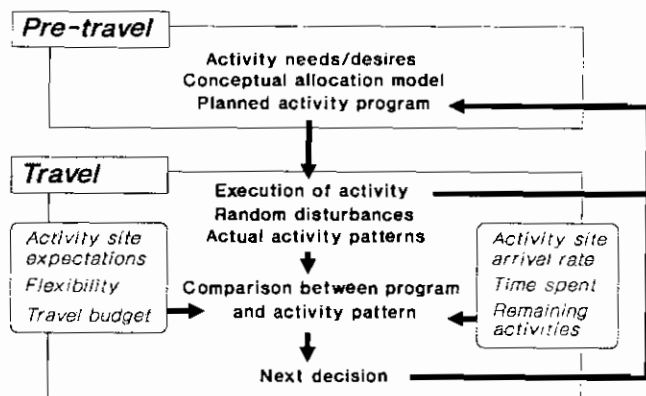 Pre-travel
Activity needs/desires
Conceptual allocation model
Planned activity program
Travel
Execution of activity
Random disturbances
Actual activity patterns
Activity site
expectations
Flexibility
Travel budget
Comparison between program
and activity pattern
Activity site
arrival rate
Time spent
Remaining
activities
Next decision